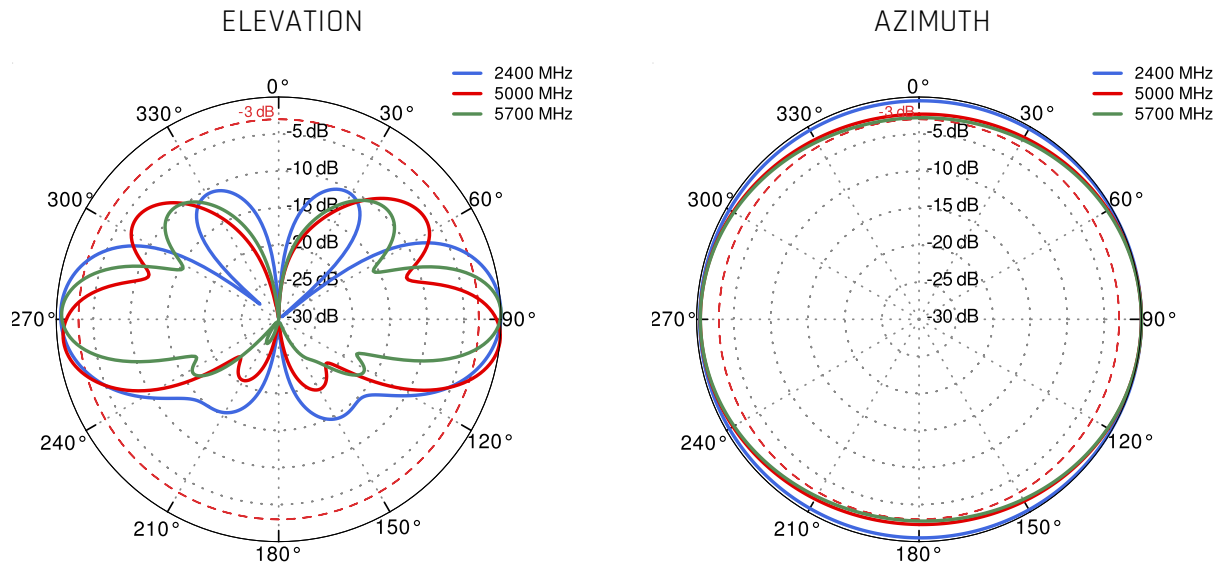 ELEVATION
2400 MHz
5000 MHz
5700 MHz
0°
330°
30°
-3 dB
-5 dB
-10 dB
300°
60°
-15 dB
-20 dB
-25 dB
270°
-30 dB
90°
240°
120°
210°
150°
180°
AZIMUTH
2400 MHz
5000 MHz
5700 MHz
0°
330°
30°
-3 dB
-5 dB
-10 dB
300°
60°
-15 dB
-20 dB
-25 dB
270°
-30 dB
90°
240°
120°
210°
150°
180°